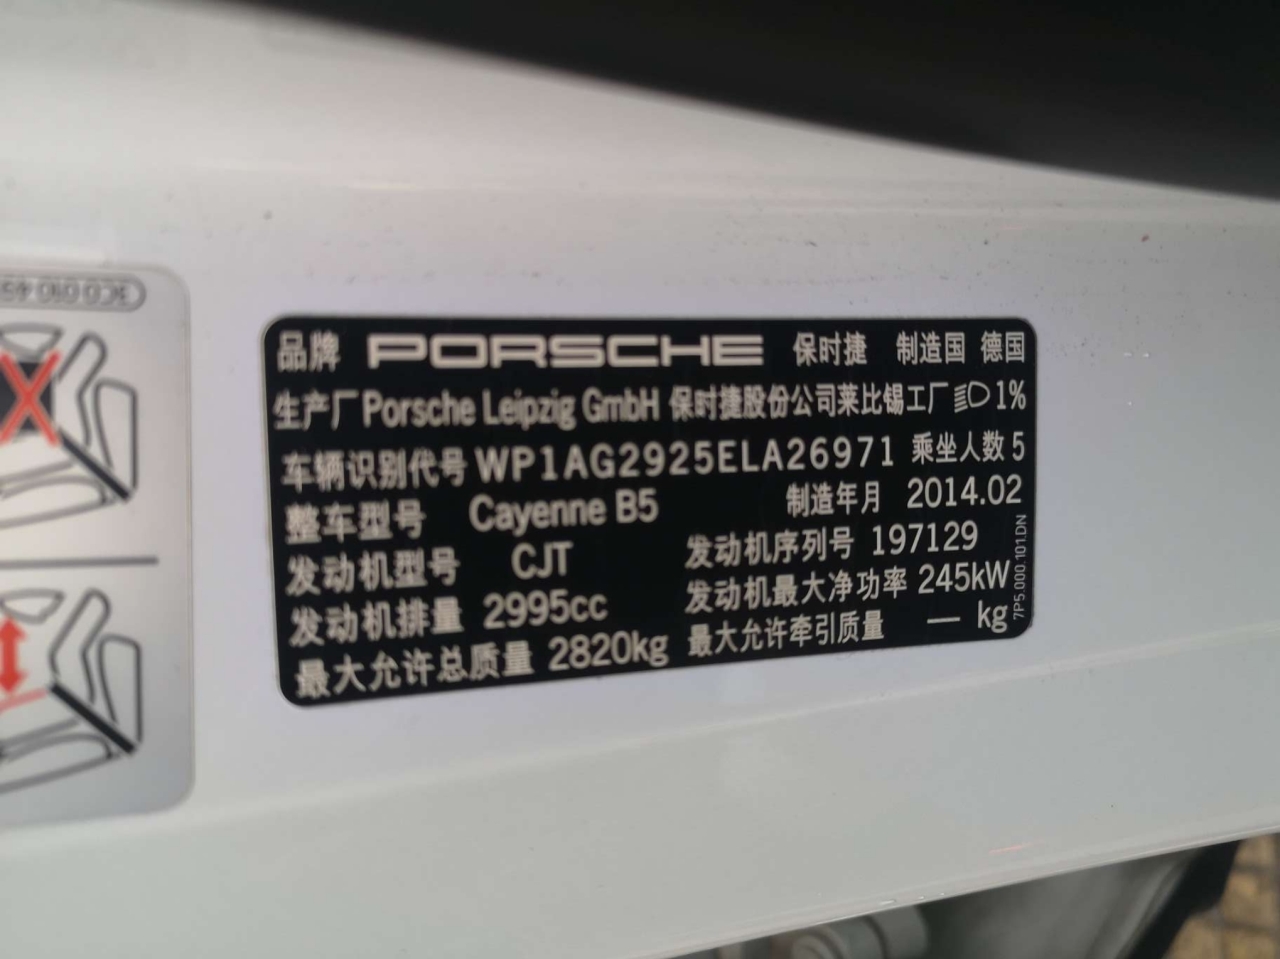 品牌 PORSCHE 保时捷 制造国 德国
生产厂 Porsche Leipzig GmbH 保时捷股份公司莱比锡工厂 1%
车辆识别代号 WP1AG2925ELA26971 乘坐人数 5
整车型号 Cayenne B5 制造年月 2014.02
发动机型号 CJT 发动机序列号 197129
发动机排量 2995cc 发动机最大净功率 245kW
最大允许总质量 2820kg 最大允许牵引质量 — kg
7P5.000.101.DN
3C0 010